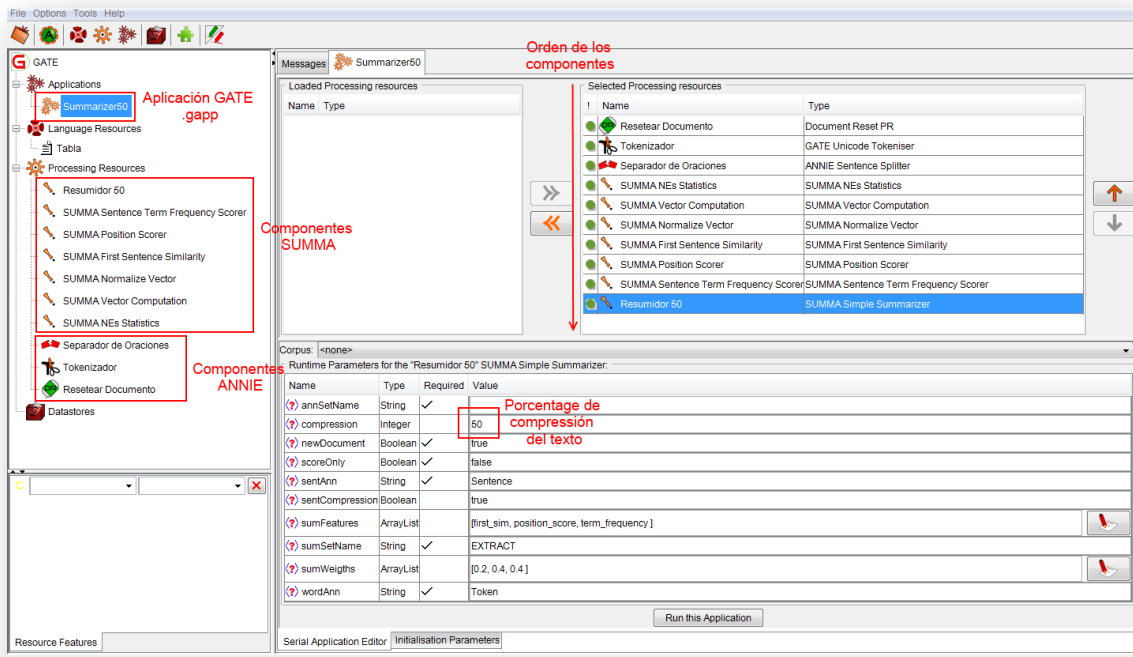 File Options Tools Help
GATE
Applications
Summarizer50
Aplicación GATE
.gapp
Language Resources
Tabla
Processing Resources
Resumidor 50
SUMMA Sentence Term Frequency Scorer
SUMMA Position Scorer
SUMMA First Sentence Similarity
SUMMA Normalize Vector
SUMMA Vector Computation
SUMMA NEs Statistics
Componentes
SUMMA
Separador de Oraciones
Tokenizador
Resetear Documento
Componentes
ANNIE
Datastores
Resource Features
Messages Summarizer50
Orden de los
componentes
Loaded Processing resources
Name Type
Selected Processing resources
! Name Type
Resetear Documento Document Reset PR
Tokenizador GATE Unicode Tokeniser
Separador de Oraciones ANNIE Sentence Splitter
SUMMA NEs Statistics SUMMA NEs Statistics
SUMMA Vector Computation SUMMA Vector Computation
SUMMA Normalize Vector SUMMA Normalize Vector
SUMMA First Sentence Similarity SUMMA First Sentence Similarity
SUMMA Position Scorer SUMMA Position Scorer
SUMMA Sentence Term Frequency Scorer SUMMA Sentence Term Frequency Scorer
Resumidor 50 SUMMA Simple Summarizer
Corpus: <none>
Runtime Parameters for the "Resumidor 50" SUMMA Simple Summarizer:
Name Type Required Value
(?) annSetName String ✓
(?) compression Integer 50
(?) newDocument Boolean ✓ true
(?) scoreOnly Boolean ✓ false
(?) sentAnn String ✓ Sentence
(?) sentCompression Boolean true
(?) sumFeatures ArrayList [first_sim, position_score, term_frequency ]
(?) sumSetName String ✓ EXTRACT
(?) sumWeigths ArrayList [0.2, 0.4, 0.4 ]
(?) wordAnn String ✓ Token
Porcentage de
compresión
del texto
Run this Application
Serial Application Editor Initialisation Parameters